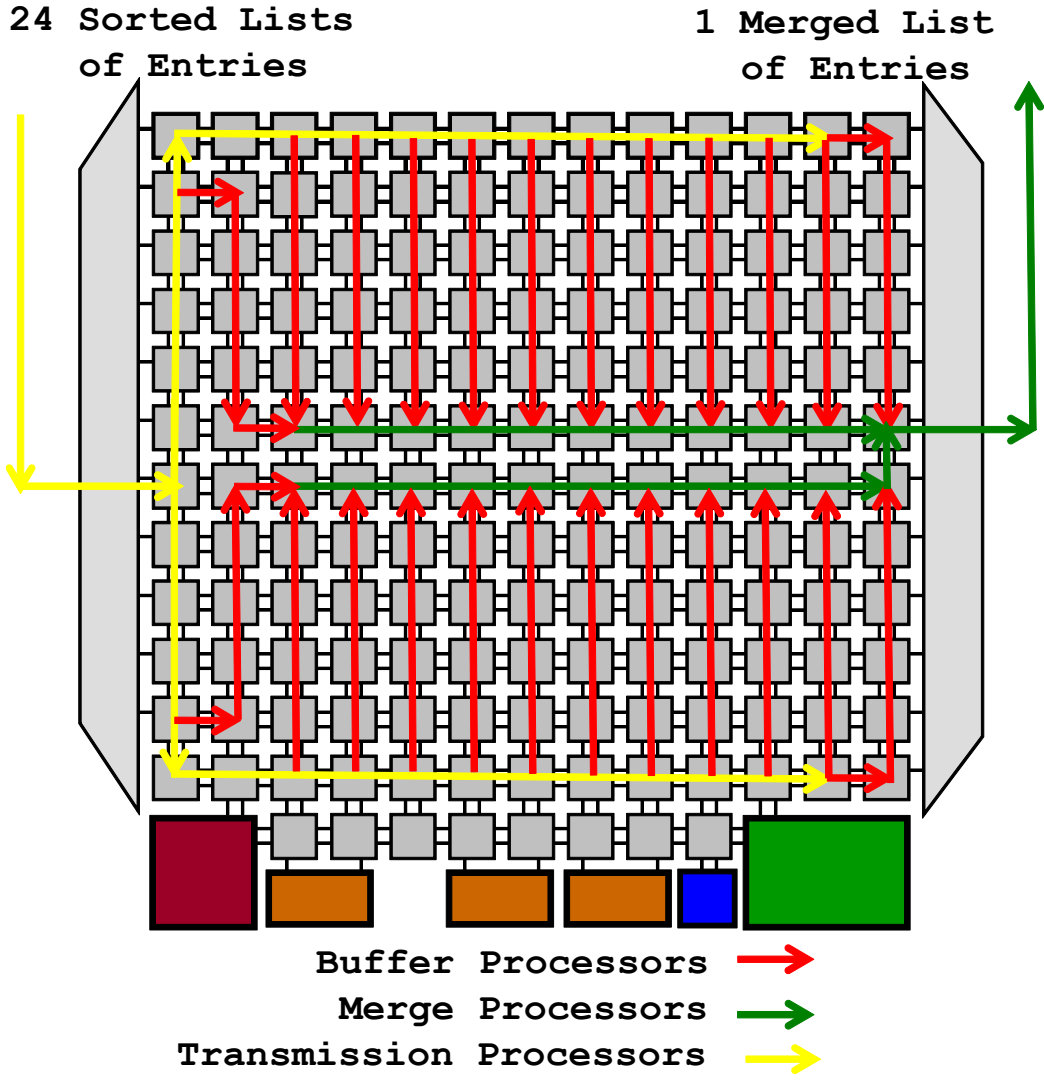 24 Sorted Lists
of Entries
1 Merged List
of Entries
Buffer Processors
Merge Processors
Transmission Processors